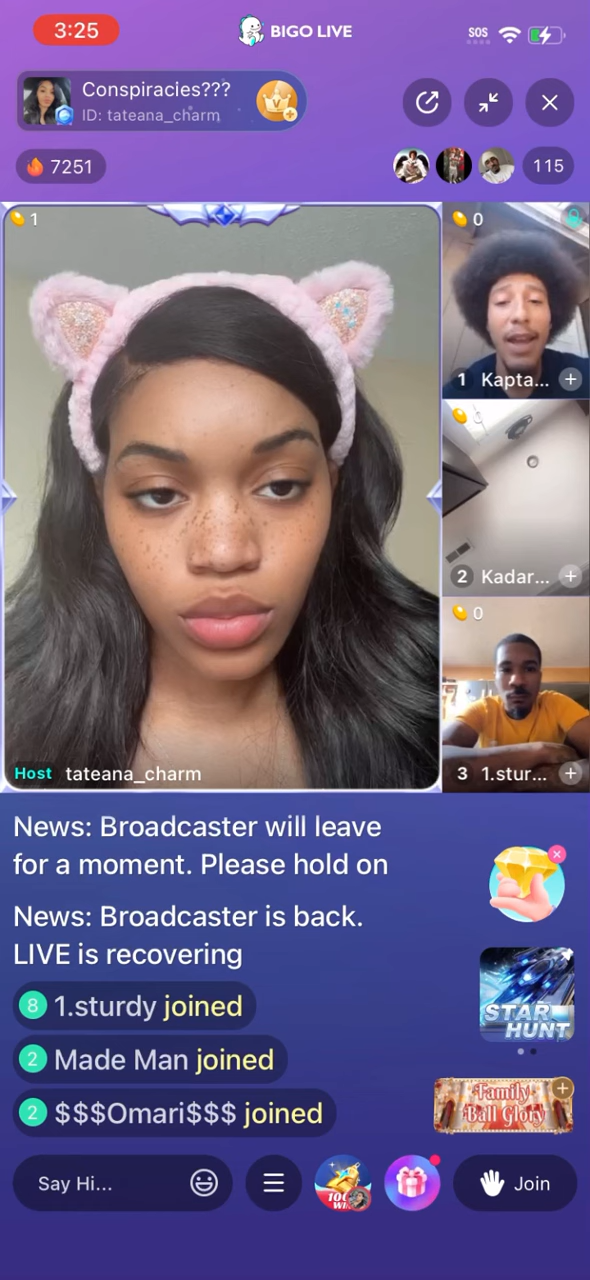 3:25
BIGO LIVE
SOS
Conspiracies???
ID: tateana_charm
V
7251
115
1
0
1 Kapta...
2 Kadar...
0
3 1.stur...
Host tateana_charm
News: Broadcaster will leave
for a moment. Please hold on
News: Broadcaster is back.
LIVE is recovering
8 1.sturdy joined
2 Made Man joined
2 $$$Omari$$$ joined
STAR
HUNT
Family
Ball Glory
Say Hi...
Join